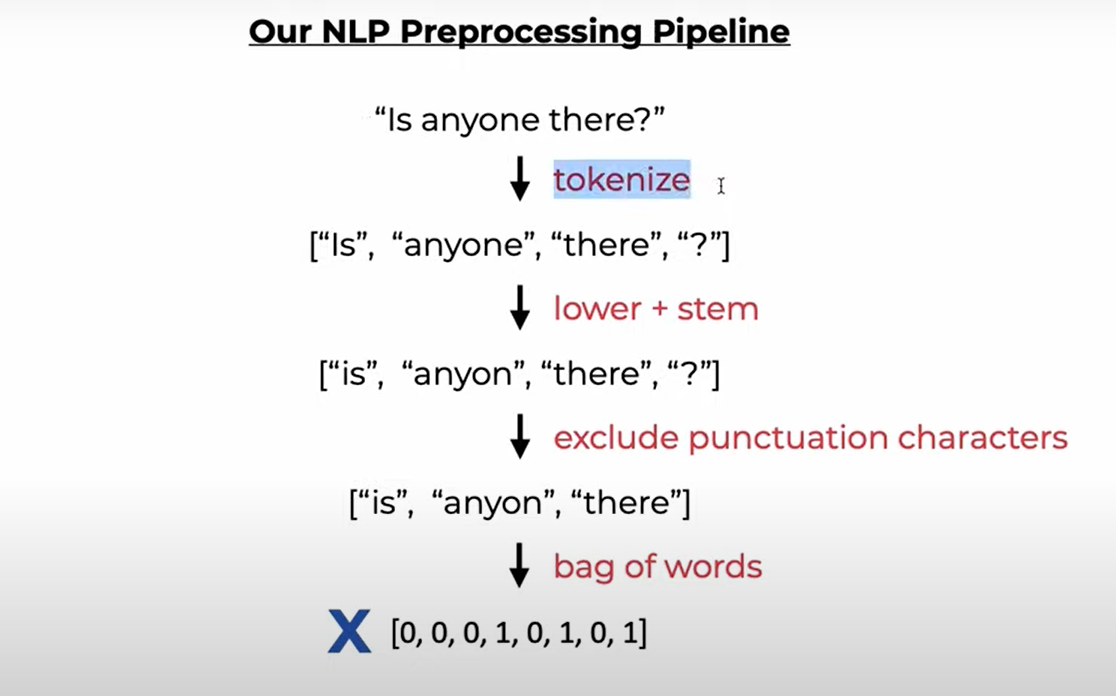 Our NLP Preprocessing Pipeline
“Is anyone there?”
tokenize
[“Is”, “anyone”, “there”, “?”]
lower + stem
[“is”, “anyon”, “there”, “?”]
exclude punctuation characters
[“is”, “anyon”, “there”]
bag of words
X [0, 0, 0, 1, 0, 1, 0, 1]